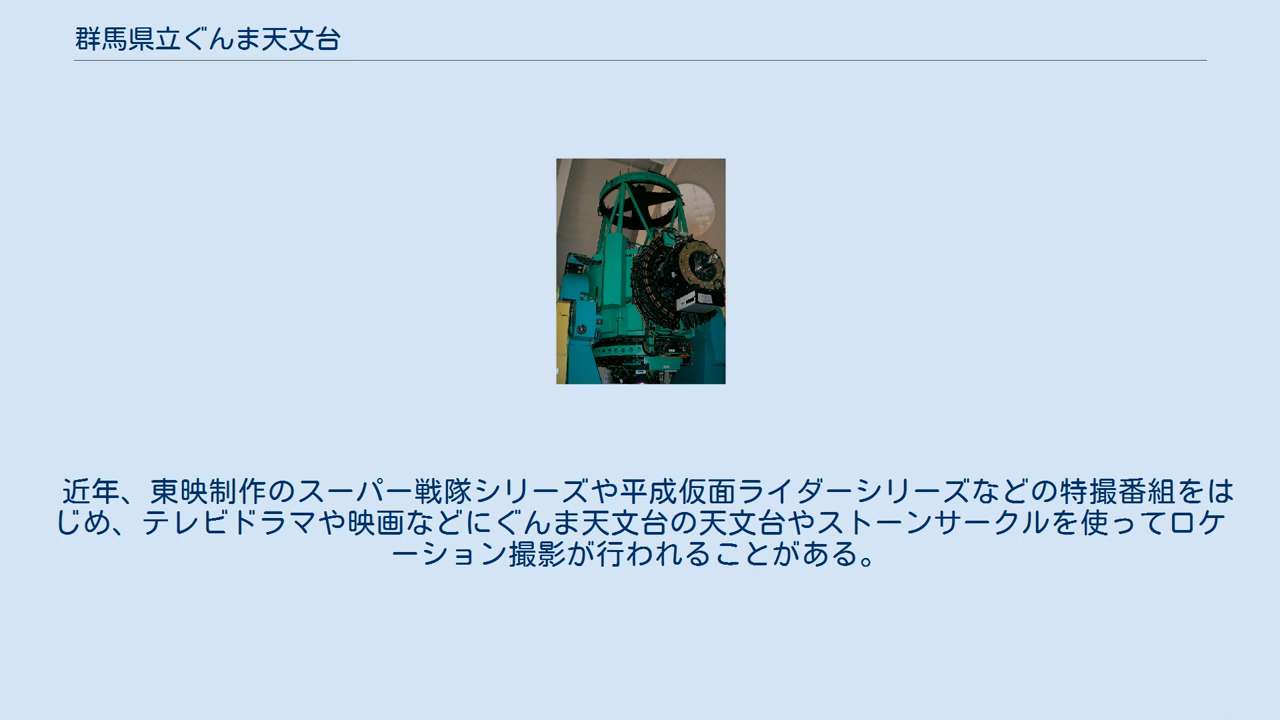 群馬県立ぐんま天文台
近年、東映制作のスーパー戦隊シリーズや平成仮面ライダーシリーズなどの特撮番組をは
じめ、テレビドラマや映画などにぐんま天文台の天文台やストーンサークルを使ってロケ
ーション撮影が行われることがある。